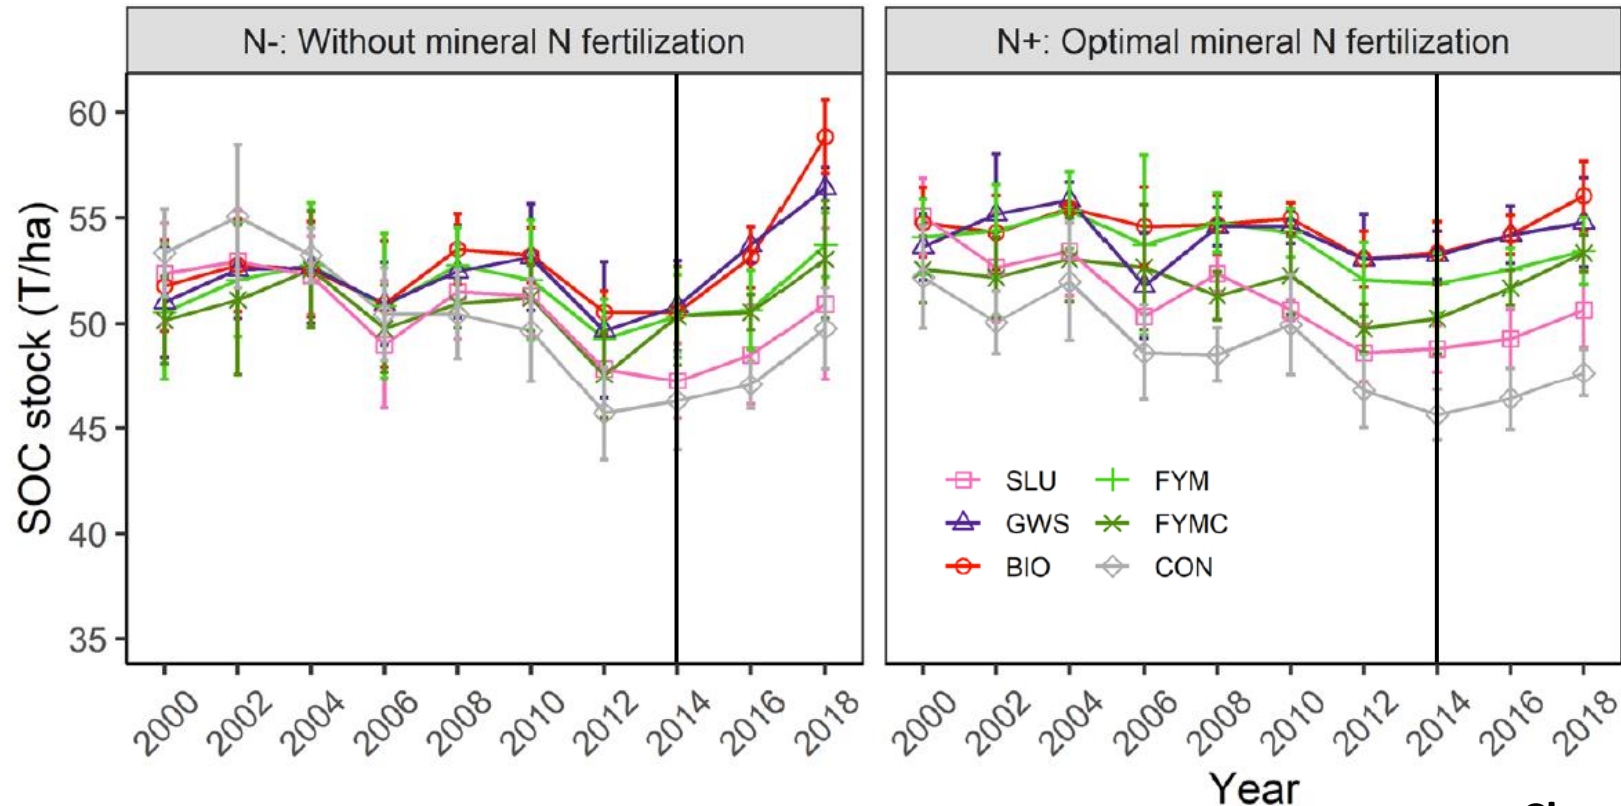 N-: Without mineral N fertilization
N+: Optimal mineral N fertilization
SOC stock (T/ha)
60
55
50
45
40
35
SLU
GWS
BIO
FYM
FYMC
CON
2000 2002 2004 2006 2008 2010 2012 2014 2016 2018
2000 2002 2004 2006 2008 2010 2012 2014 2016 2018
Year